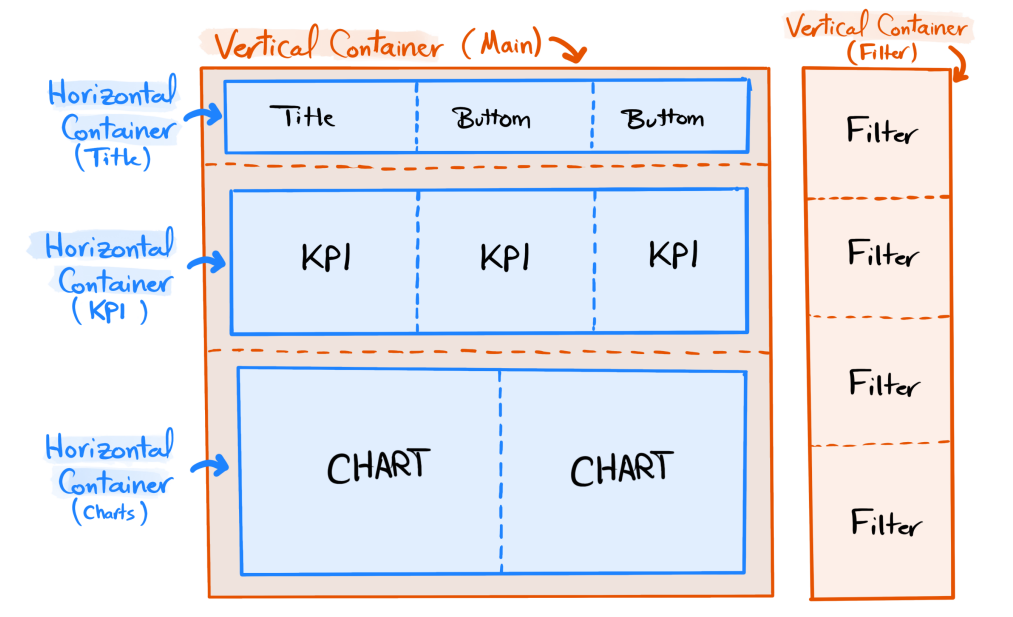 Vertical Container (Main)
Vertical Container
(Filter)
Horizontal
Container
(Title)
Title
Buttom
Buttom
Horizontal
Container
(KPI)
KPI
KPI
KPI
Horizontal
Container
(Charts)
CHART
CHART
Filter
Filter
Filter
Filter